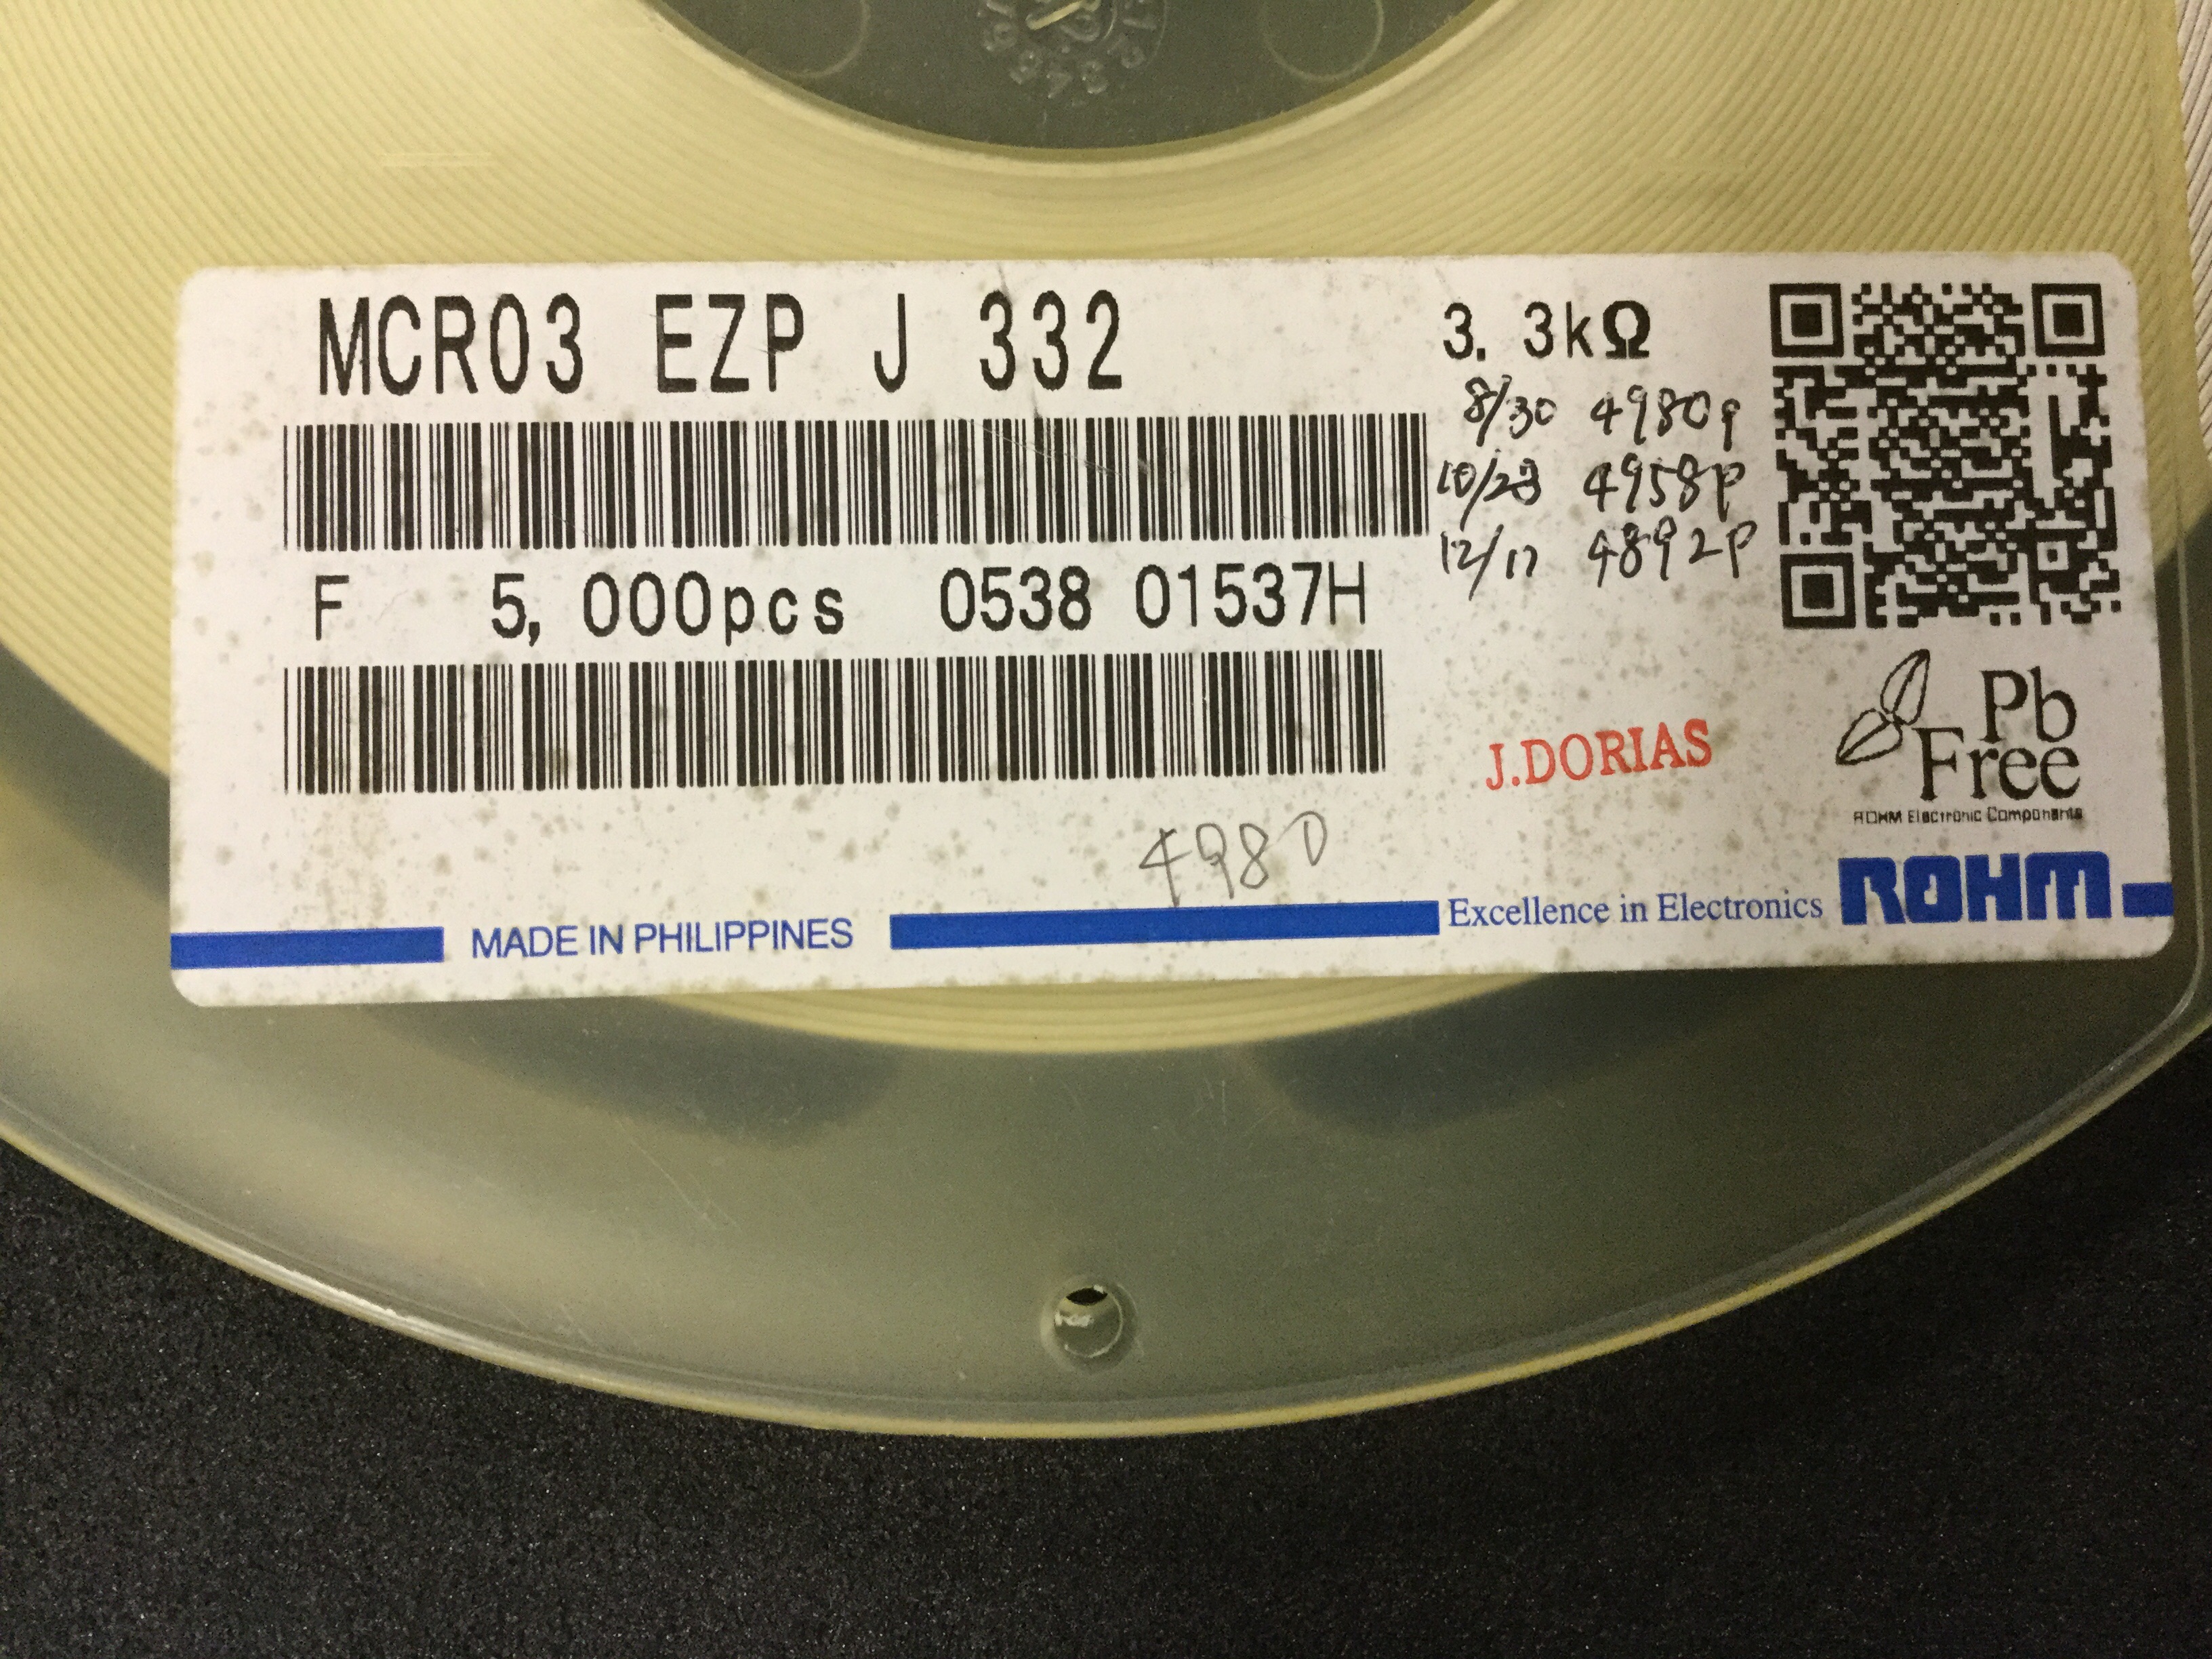 MCR03 EZP J 332
3.3kΩ
8/30 4980p
10/23 4958P
12/17 4892P
F 5,000pcs 0538 01537H
J.DORIAS
Pb
Free
ROHM Electronic Components
4980
MADE IN PHILIPPINES
Excellence in Electronics
ROHM